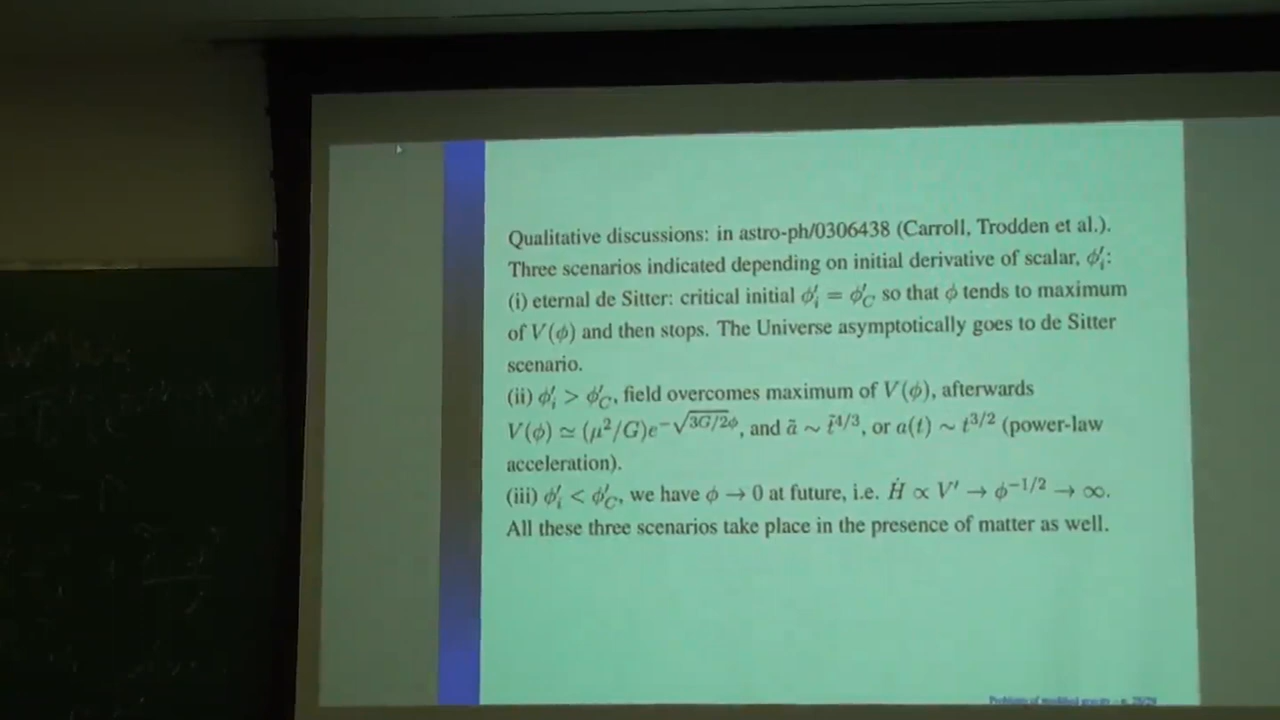 Qualitative discussions: in astro-ph/0306438 (Carroll, Trodden et al.).
Three scenarios indicated depending on initial derivative of scalar, ϕ′ᵢ:
(i) eternal de Sitter: critical initial ϕ′ᵢ = ϕ′_C so that ϕ tends to maximum
of V(ϕ) and then stops. The Universe asymptotically goes to de Sitter
scenario.
(ii) ϕ′ᵢ > ϕ′_C, field overcomes maximum of V(ϕ), afterwards
V(ϕ) ≃ (μ²/G)e^{−√(3G/2)ϕ}, and ã ∼ t̃^{4/3}, or a(t) ∼ t^{3/2} (power-law
acceleration).
(iii) ϕ′ᵢ < ϕ′_C, we have ϕ → 0 at future, i.e. Ḣ ∝ V′ → ϕ^{−1/2} → ∞.
All these three scenarios take place in the presence of matter as well.
Problems of modified gravity – p.